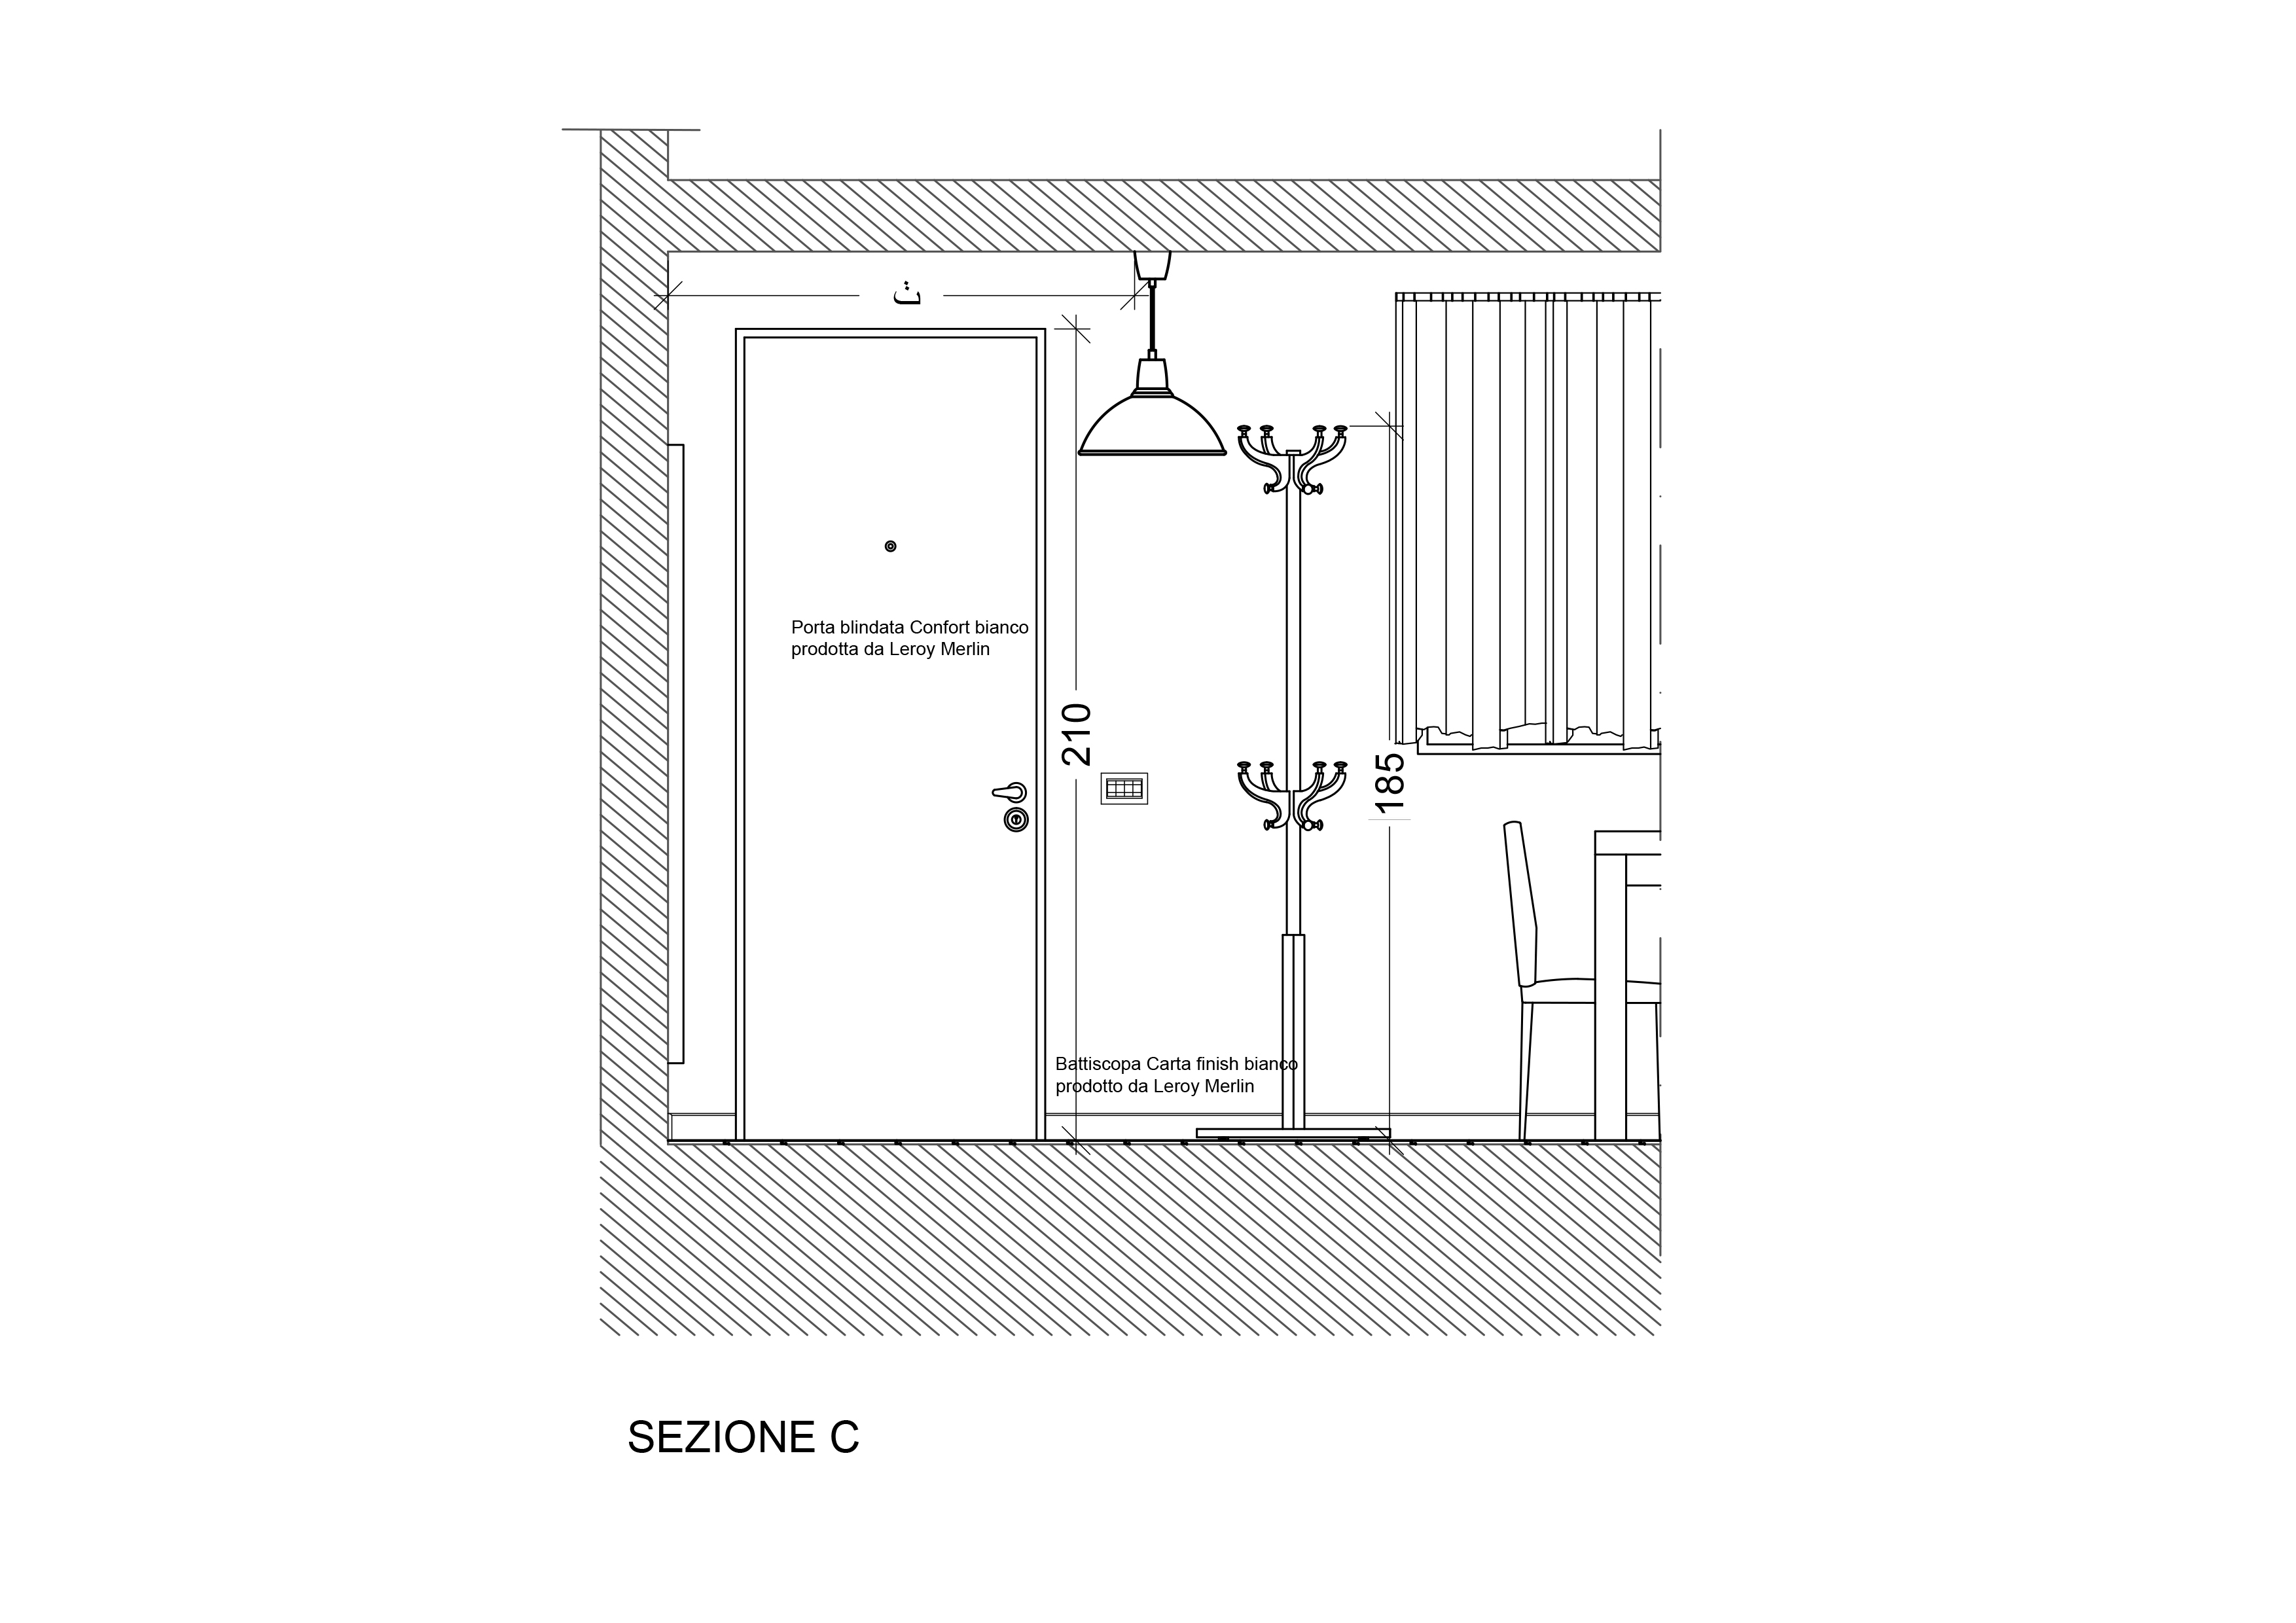 ث
Porta blindata Confort bianco
prodotta da Leroy Merlin
210
185
Battiscopa Carta finish bianco
prodotto da Leroy Merlin
SEZIONE C